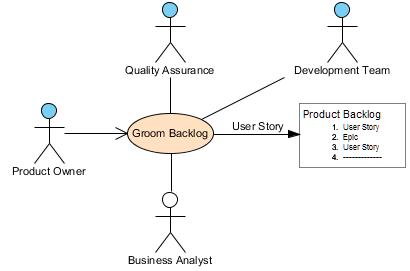 Quality Assurance
Development Team
Product Owner
Groom Backlog
User Story
Product Backlog
1. User Story
2. Epic
3. User Story
4. -------------
Business Analyst